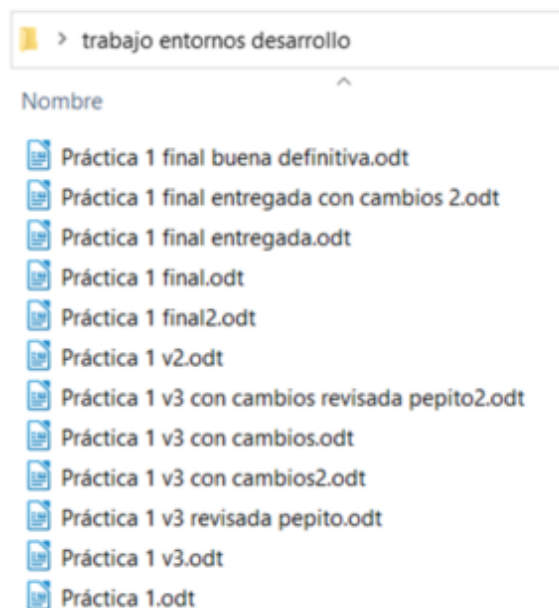 > trabajo entornos desarrollo
Nombre
Práctica 1 final buena definitiva.odt
Práctica 1 final entregada con cambios 2.odt
Práctica 1 final entregada.odt
Práctica 1 final.odt
Práctica 1 final2.odt
Práctica 1 v2.odt
Práctica 1 v3 con cambios revisada pepito2.odt
Práctica 1 v3 con cambios.odt
Práctica 1 v3 con cambios2.odt
Práctica 1 v3 revisada pepito.odt
Práctica 1 v3.odt
Práctica 1.odt